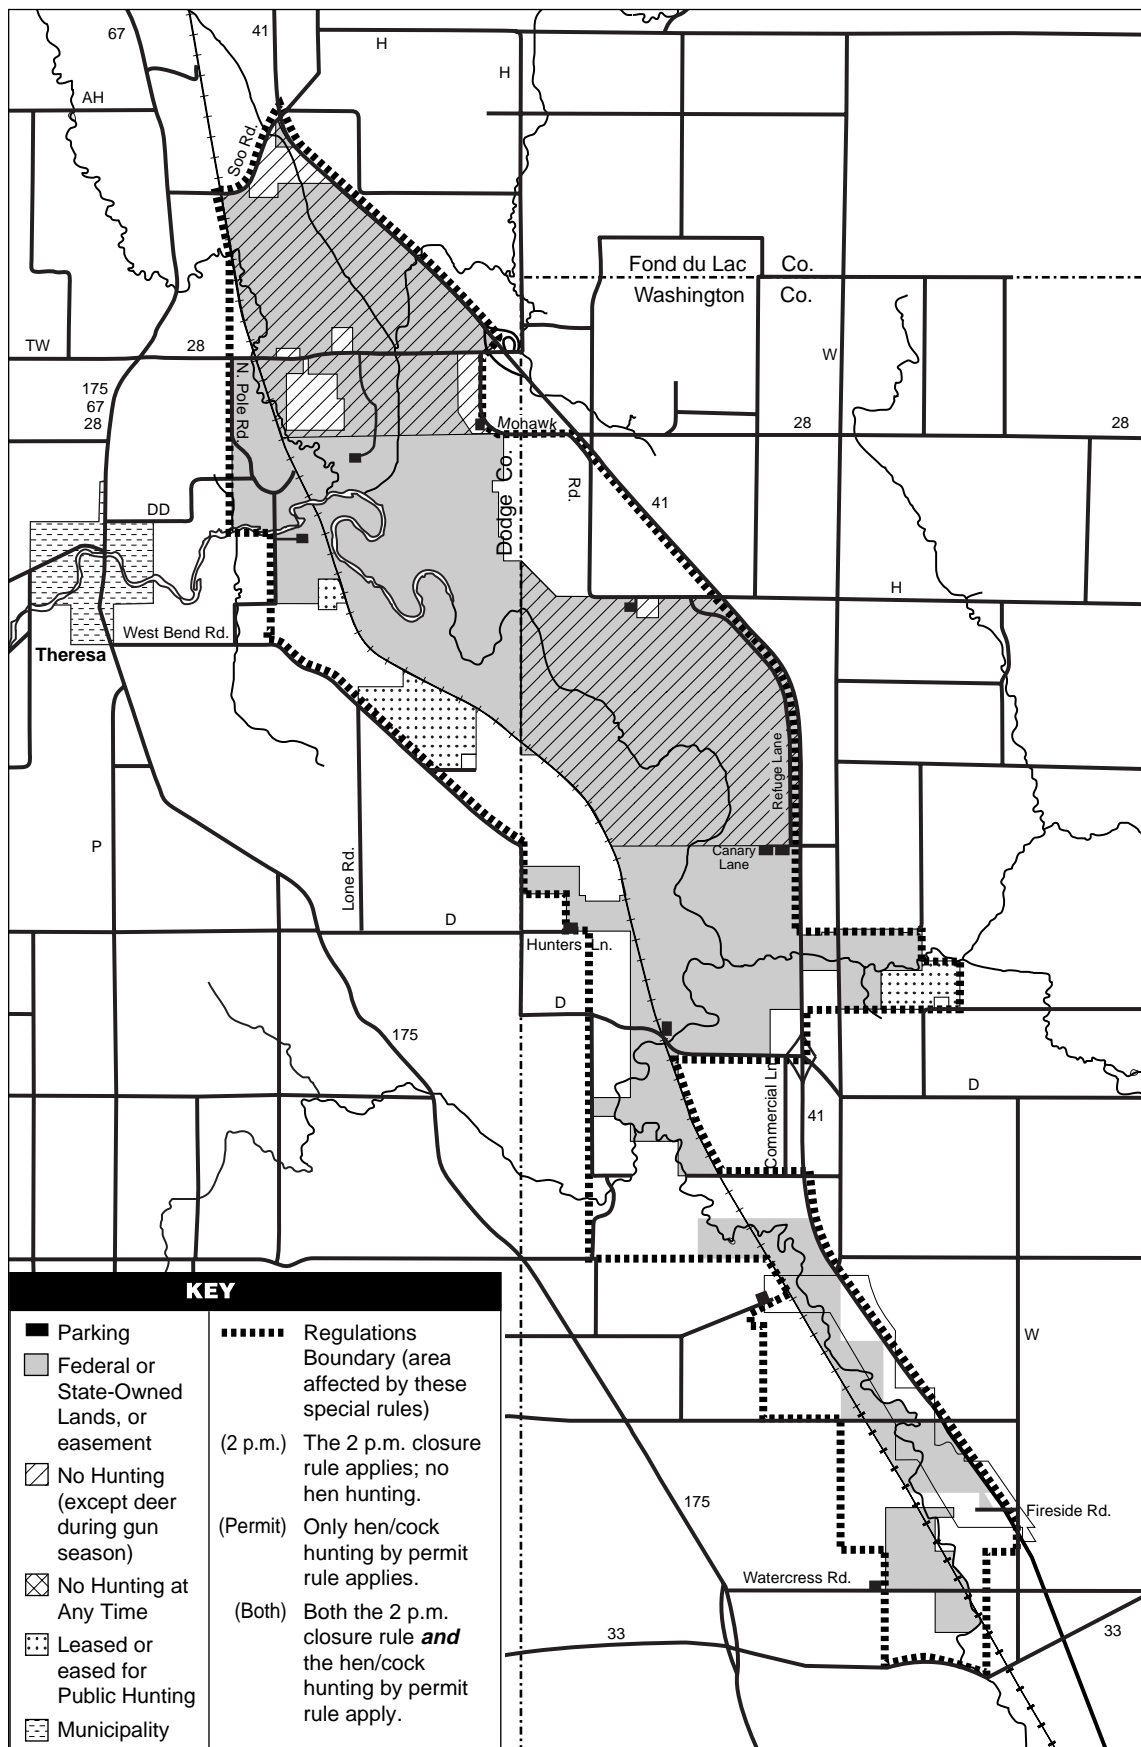 67
41
H
H
AH
Soo Rd.
Fond du Lac Co.
Washington Co.
TW
28
W
175
67
28
N. Pole Rd.
Mohawk
28
28
Dodge Co.
Rd.
41
DD
H
West Bend Rd.
Theresa
Refuge Lane
P
Canary
Lane
Lone Rd.
D
Hunters Ln.
D
175
Commercial Ln.
D
41
W
175
Fireside Rd.
Watercress Rd.
33
33
KEY
Parking
Federal or
State-Owned
Lands, or
easement
No Hunting
(except deer
during gun
season)
No Hunting at
Any Time
Leased or
eased for
Public Hunting
Municipality
Regulations
Boundary (area
affected by these
special rules)
(2 p.m.) The 2 p.m. closure
rule applies; no
hen hunting.
(Permit) Only hen/cock
hunting by permit
rule applies.
(Both) Both the 2 p.m.
closure rule and
the hen/cock
hunting by permit
rule apply.